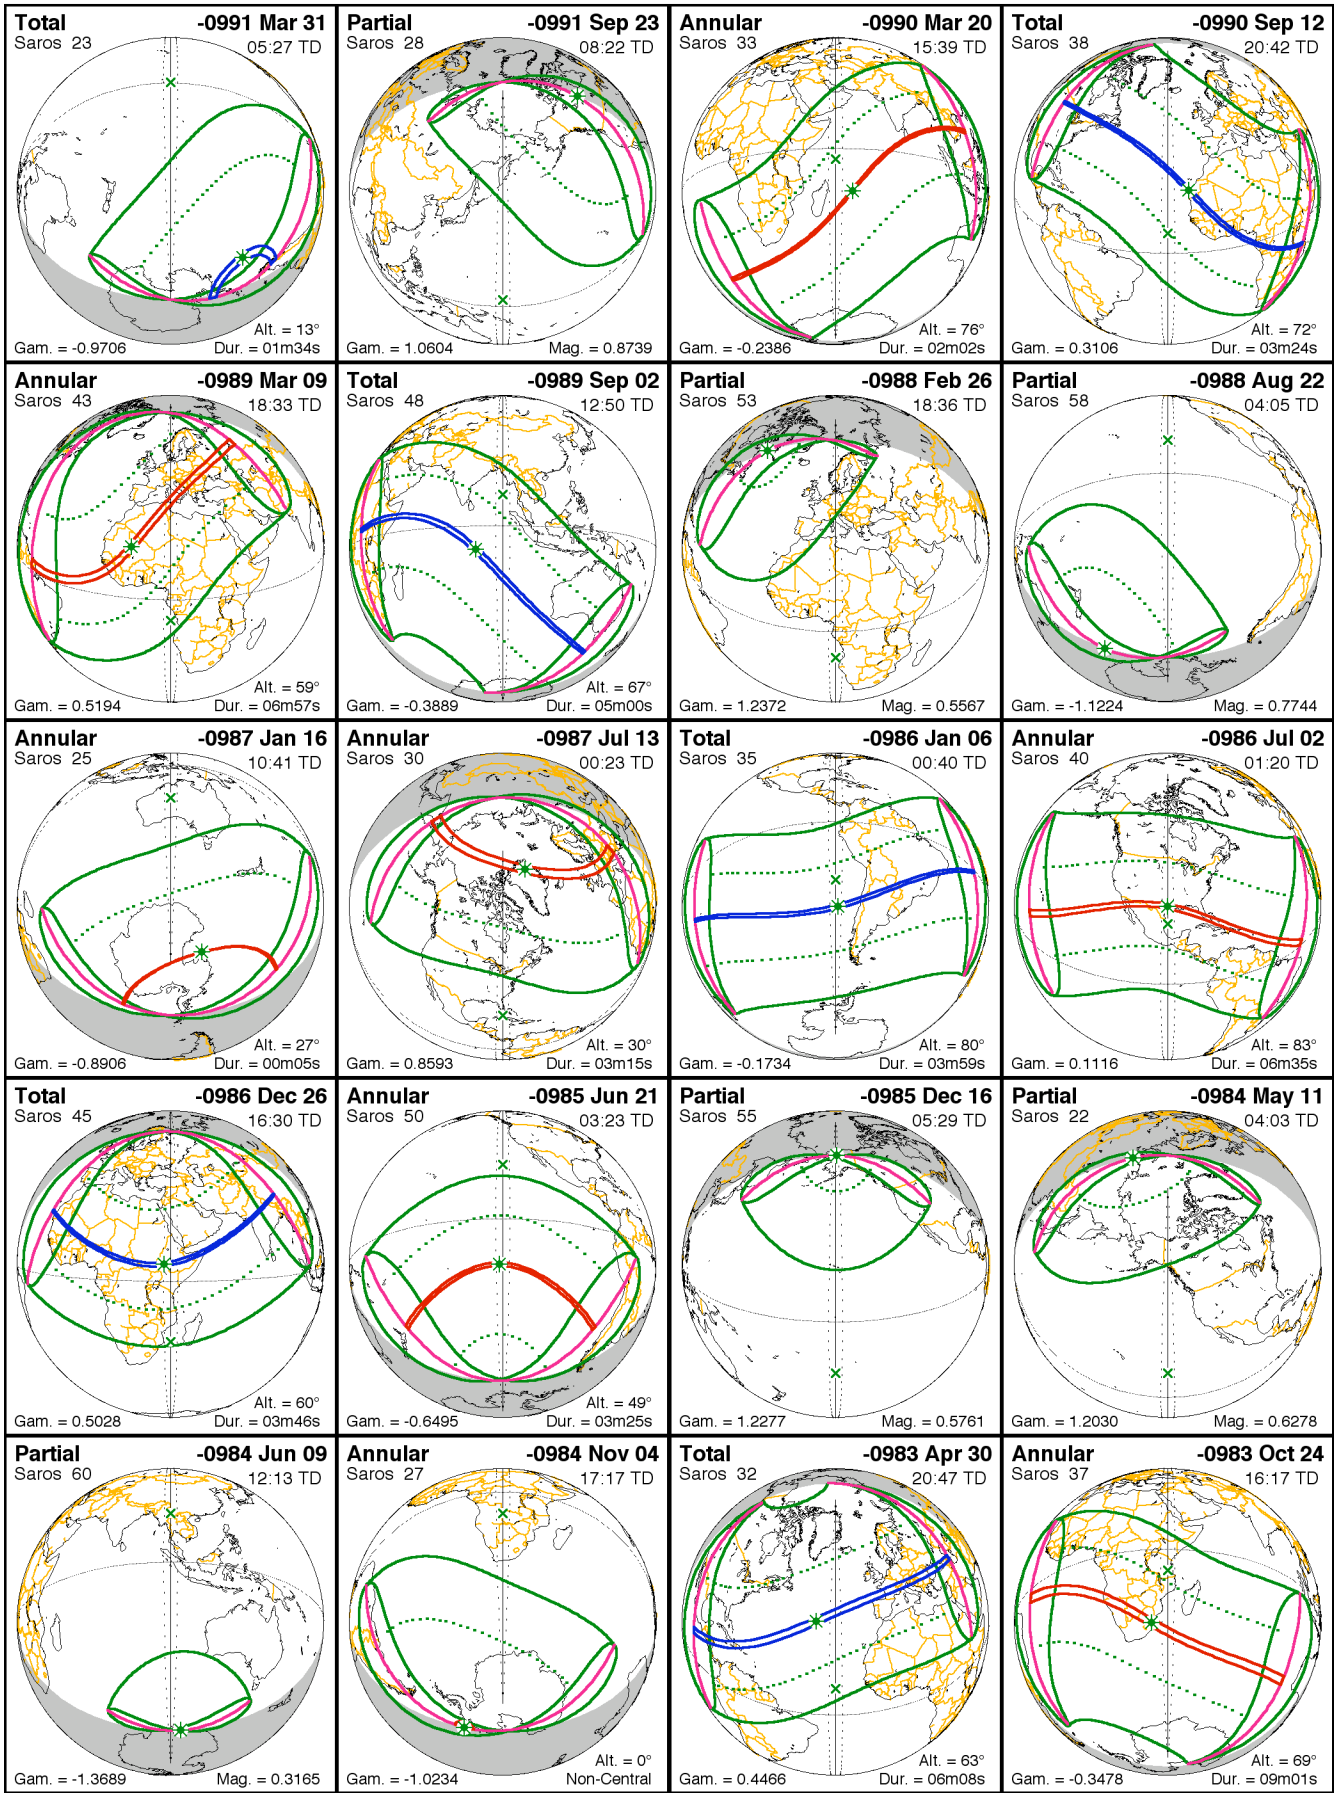 Total -0991 Mar 31
Saros 23 05:27 TD
Alt. = 13°
Gam. = -0.9706 Dur. = 01m34s
Partial -0991 Sep 23
Saros 28 08:22 TD
Gam. = 1.0604 Mag. = 0.8739
Annular -0990 Mar 20
Saros 33 15:39 TD
Alt. = 76°
Gam. = -0.2386 Dur. = 02m02s
Total -0990 Sep 12
Saros 38 20:42 TD
Alt. = 72°
Gam. = 0.3106 Dur. = 03m24s
Annular -0989 Mar 09
Saros 43 18:33 TD
Alt. = 59°
Gam. = 0.5194 Dur. = 06m57s
Total -0989 Sep 02
Saros 48 12:50 TD
Alt. = 67°
Gam. = -0.3889 Dur. = 05m00s
Partial -0988 Feb 26
Saros 53 18:36 TD
Gam. = 1.2372 Mag. = 0.5567
Partial -0988 Aug 22
Saros 58 04:05 TD
Gam. = -1.1224 Mag. = 0.7744
Annular -0987 Jan 16
Saros 25 10:41 TD
Alt. = 27°
Gam. = -0.8906 Dur. = 00m05s
Annular -0987 Jul 13
Saros 30 00:23 TD
Alt. = 30°
Gam. = 0.8593 Dur. = 03m15s
Total -0986 Jan 06
Saros 35 00:40 TD
Alt. = 80°
Gam. = -0.1734 Dur. = 03m59s
Annular -0986 Jul 02
Saros 40 01:20 TD
Alt. = 83°
Gam. = 0.1116 Dur. = 06m35s
Total -0986 Dec 26
Saros 45 16:30 TD
Alt. = 60°
Gam. = 0.5028 Dur. = 03m46s
Annular -0985 Jun 21
Saros 50 03:23 TD
Alt. = 49°
Gam. = -0.6495 Dur. = 03m25s
Partial -0985 Dec 16
Saros 55 05:29 TD
Gam. = 1.2277 Mag. = 0.5761
Partial -0984 May 11
Saros 22 04:03 TD
Gam. = 1.2030 Mag. = 0.6278
Partial -0984 Jun 09
Saros 60 12:13 TD
Gam. = -1.3689 Mag. = 0.3165
Annular -0984 Nov 04
Saros 27 17:17 TD
Alt. = 0°
Gam. = -1.0234 Non-Central
Total -0983 Apr 30
Saros 32 20:47 TD
Alt. = 63°
Gam. = 0.4466 Dur. = 06m08s
Annular -0983 Oct 24
Saros 37 16:17 TD
Alt. = 69°
Gam. = -0.3478 Dur. = 09m01s